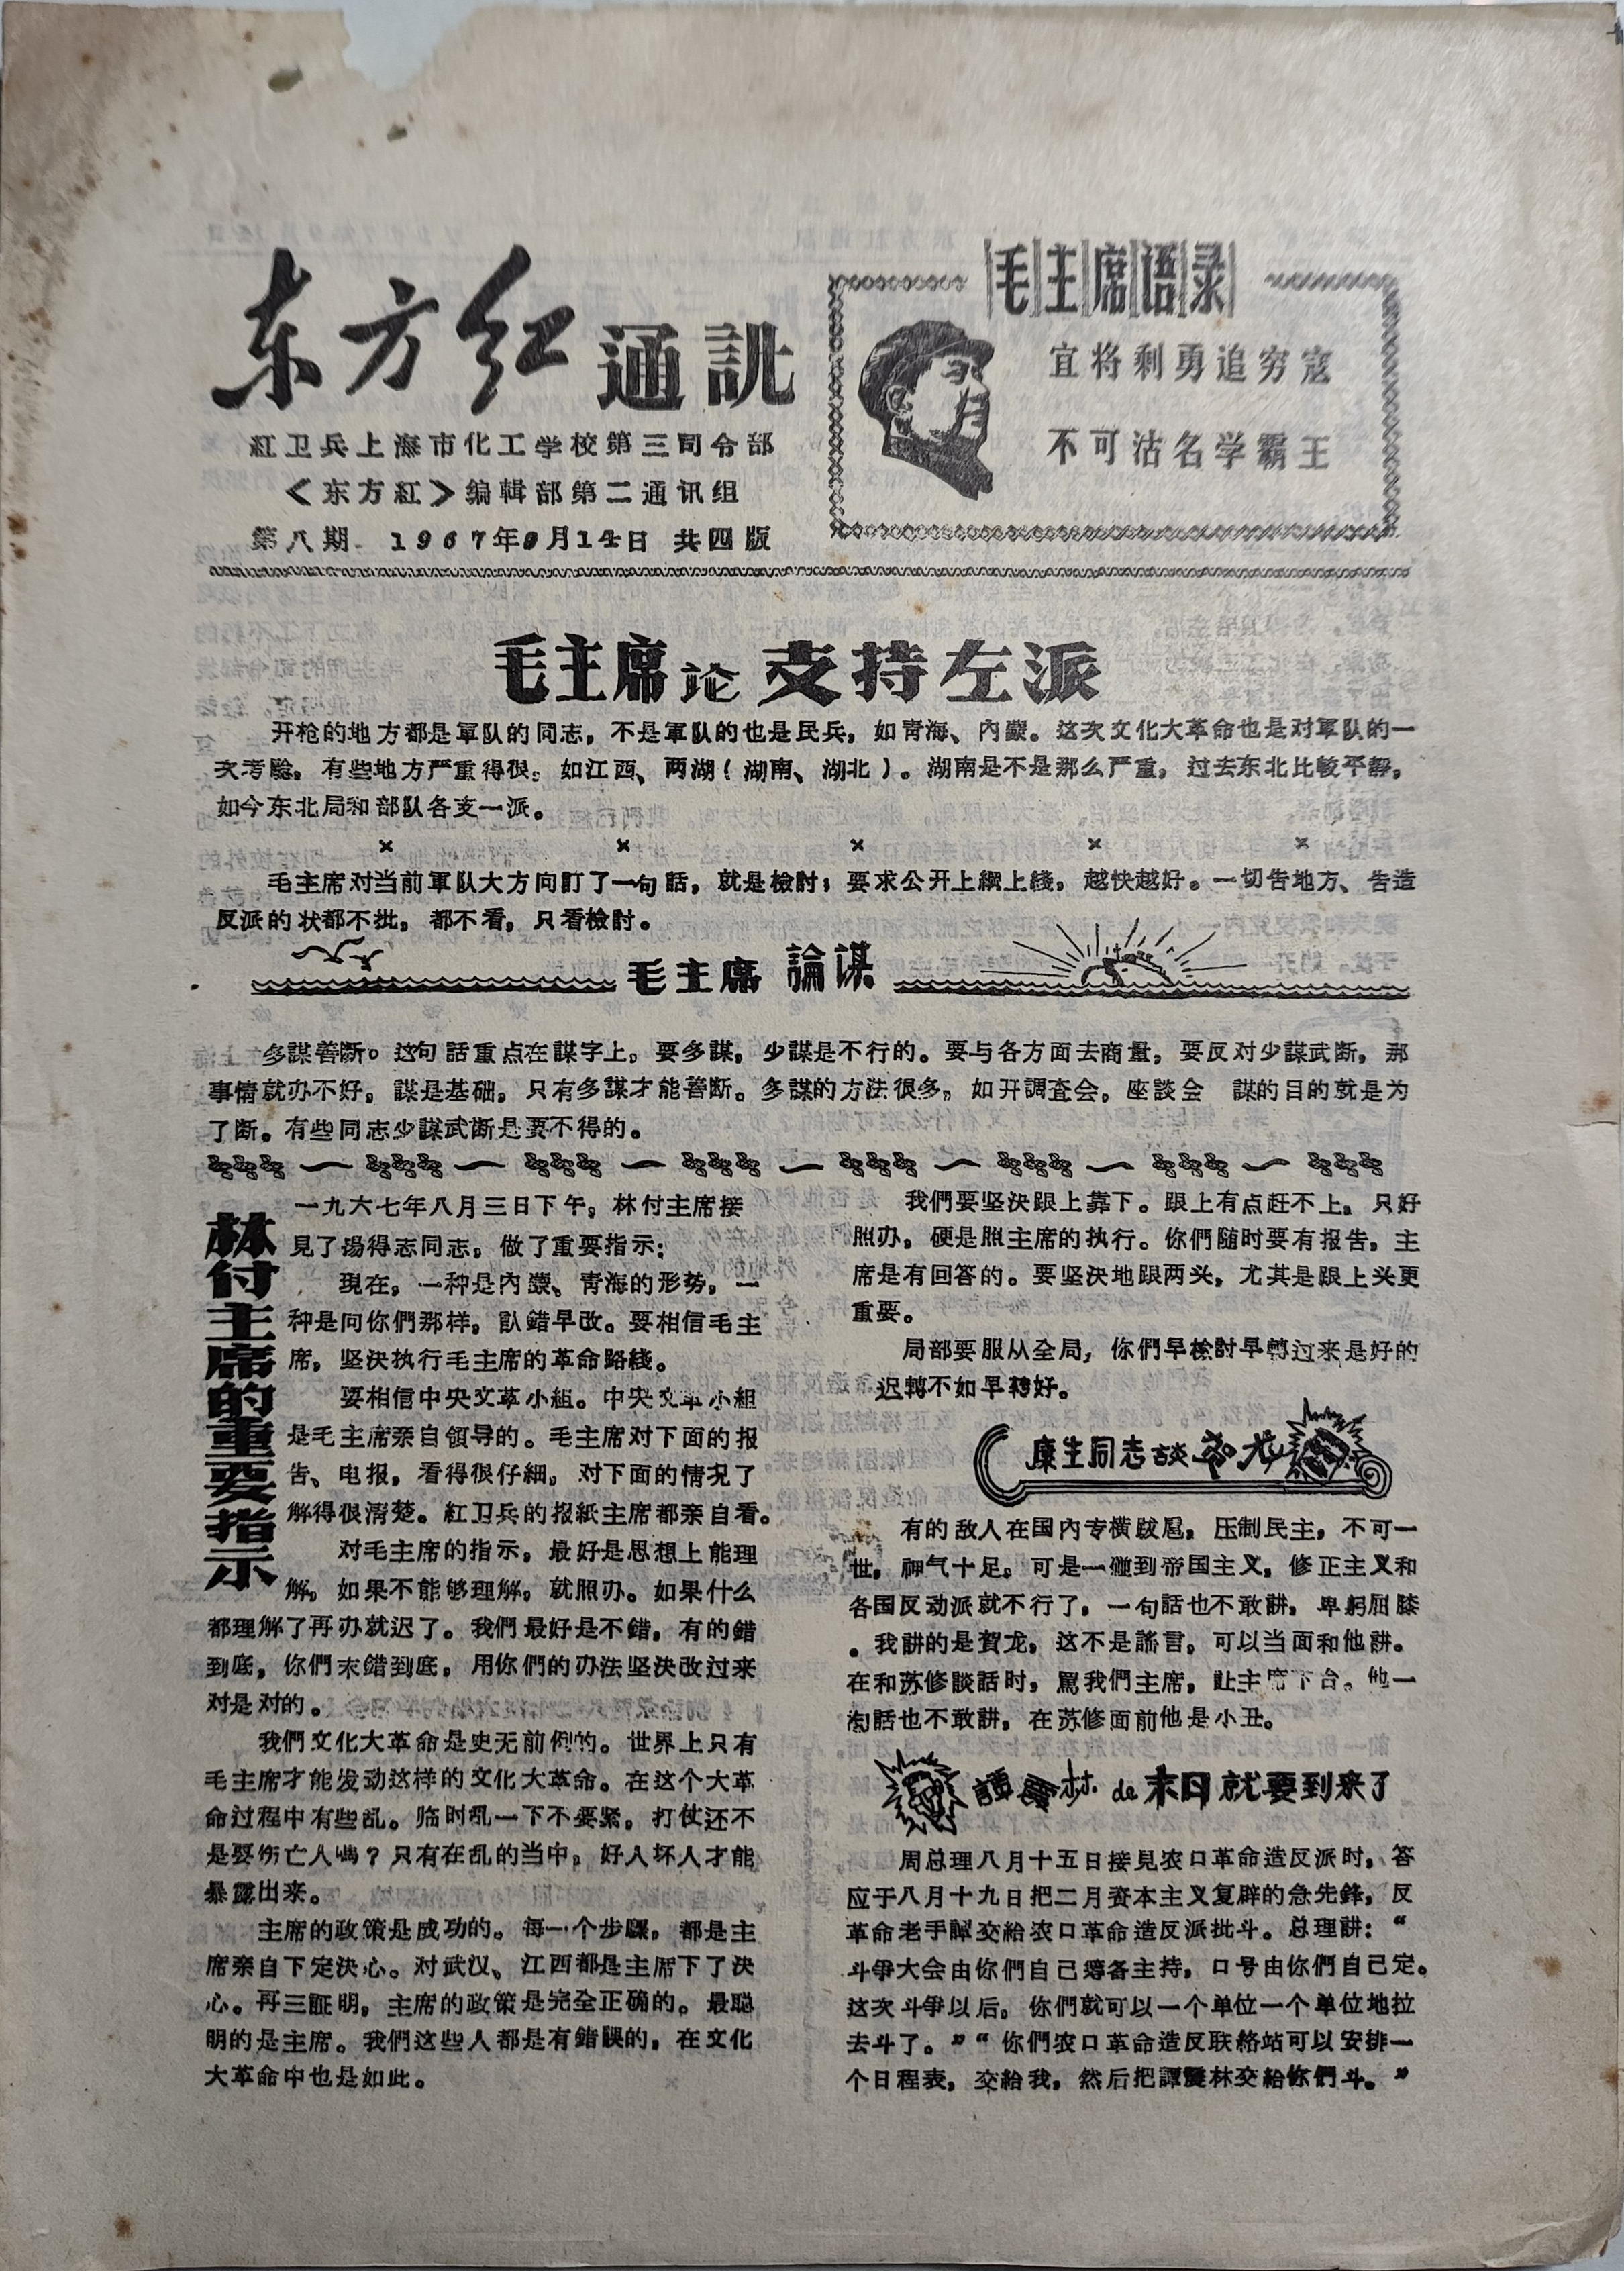 东方红通訊
紅卫兵上海市化工学校第三司令部
《东方紅》编輯部第二通讯组
第八期 1967年9月14日 共四版
毛主席语录
宜将剩勇追穷寇
不可沽名学霸王
毛主席论支持左派
开枪的地方都是軍队的同志，不是軍队的也是民兵，如青海、内蒙。这次文化大革命也是对軍队的一
次考驗，有些地方严重得很。如江西、两湖（湖南、湖北）。湖南是不是那么严重，过去东北比較平靜，
如今东北局和部队各支一派。
× × × × ×
毛主席对当前軍队大方向訂了一句話，就是檢討；要求公开上綱上綫，越快越好。一切告地方、告造
反派的状都不批，都不看，只看檢討。
毛主席 論謀
多謀善断。这句話重点在謀字上。要多謀，少謀是不行的。要与各方面去商量，要反对少謀武断，那
事情就办不好，謀是基础，只有多謀才能善断。多謀的方法很多，如开調查会，座談会 謀的目的就是为
了断。有些同志少謀武断是要不得的。
林付主席的重要指示
一九六七年八月三日下午，林付主席接
見了湯得志同志，做了重要指示：
現在，一种是内蒙、青海的形势，一
种是向你們那样，認錯早改。要相信毛主
席，坚决执行毛主席的革命路綫。
要相信中央文革小組。中央文革小組
是毛主席亲自領导的。毛主席对下面的报
告、电报，看得很仔細，对下面的情况了
解得很清楚。紅卫兵的报紙主席都亲自看。
对毛主席的指示，最好是思想上能理
解，如果不能够理解，就照办。如果什么
都理解了再办就迟了。我們最好是不錯，有的錯
到底，你們末錯到底，用你們的办法坚决改过来
对是对的。
我們文化大革命是史无前例的。世界上只有
毛主席才能发动这样的文化大革命。在这个大革
命过程中有些乱。临时乱一下不要紧，打仗还不
是要伤亡人嗎？只有在乱的当中，好人坏人才能
暴露出来。
主席的政策是成功的。每一个步驟，都是主
席亲自下定决心。对武汉、江西都是主席下了决
心。再三証明，主席的政策是完全正确的。最聪
明的是主席。我們这些人都是有錯誤的，在文化
大革命中也是如此。
我們要坚决跟上靠下。跟上有点赶不上，只好
照办，硬是照主席的执行。你們随时要有报告，主
席是有回答的。要坚决地跟两头，尤其是跟上头更
重要。
局部要服从全局，你們早檢討早轉过来是好的
迟轉不如早轉好。
康生同志談贺龙
有的敌人在国内专横跋扈，压制民主，不可一
世，神气十足。可是一碰到帝国主义，修正主义和
各国反动派就不行了，一句話也不敢講，卑躬屈膝
。我講的是賀龙，这不是謠言，可以当面和他講。
在和苏修談話时，罵我們主席，让主席下台。他一
句話也不敢講，在苏修面前他是小丑。
譚震林de末日就要到来了
周总理八月十五日接見农口革命造反派时，答
应于八月十九日把二月资本主义复辟的急先鋒，反
革命老手譚交給农口革命造反派批斗。总理講：“
斗爭大会由你們自己筹备主持，口号由你們自己定。
这次斗爭以后，你們就可以一个单位一个单位地拉
去斗了。”“你們农口革命造反联絡站可以安排一
个日程表，交給我，然后把譚震林交給你們斗。”